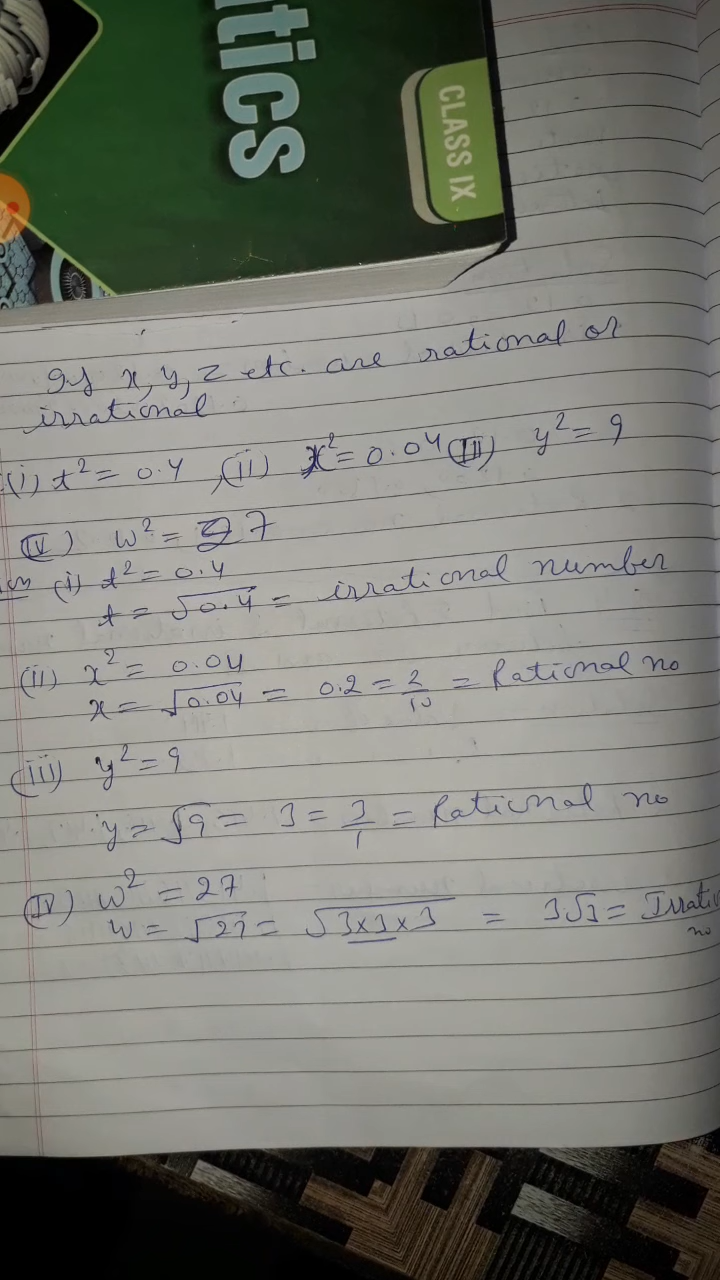 tics
CLASS IX
If x, y, z etc. are rational or
irrational
(i) t² = 0.4, (ii) x² = 0.04 (III) y² = 9
(IV) w² = 27
(i) t² = 0.4
t = √0.4 = irrational number
(ii) x² = 0.04
x = √0.04 = 0.2 = 2/10 = Rational no
(iii) y² = 9
y = √9 = 3 = 3/1 = Rational no
(IV) w² = 27
w = √27 = √3×3×3 = 3√3 = Irrati
no